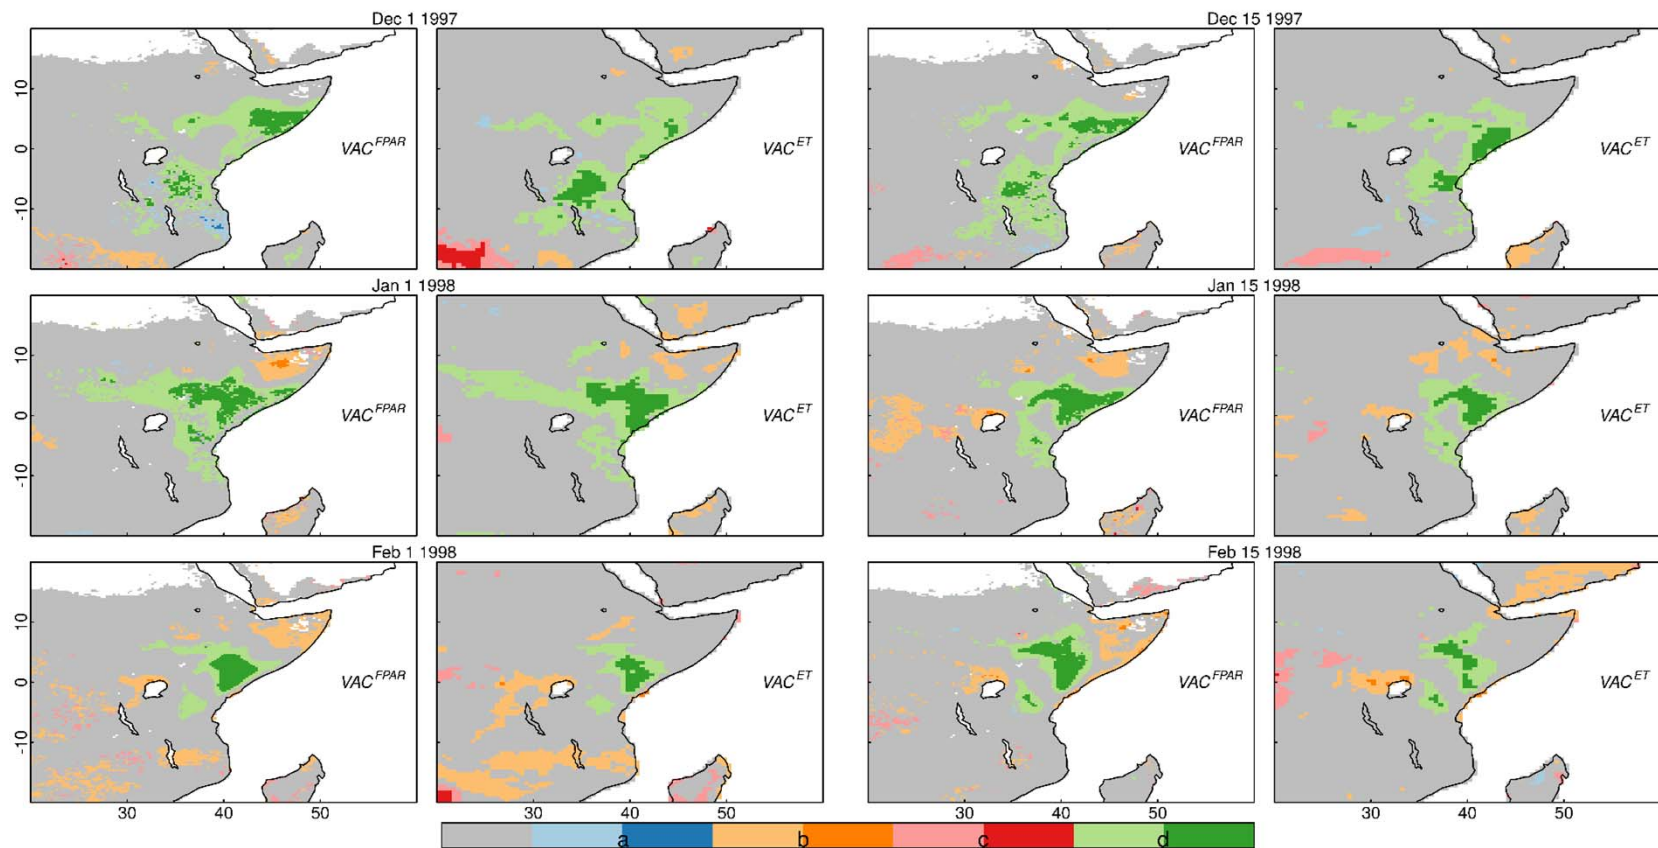 Dec 1 1997 Dec 15 1997
10
0
-10
VAC^FPAR VAC^ET VAC^FPAR VAC^ET
Jan 1 1998 Jan 15 1998
10
0
-10
VAC^FPAR VAC^ET VAC^FPAR VAC^ET
Feb 1 1998 Feb 15 1998
10
0
-10
VAC^FPAR VAC^ET VAC^FPAR VAC^ET
30 40 50 30 40 50 30 40 50 30 40 50
a b c d